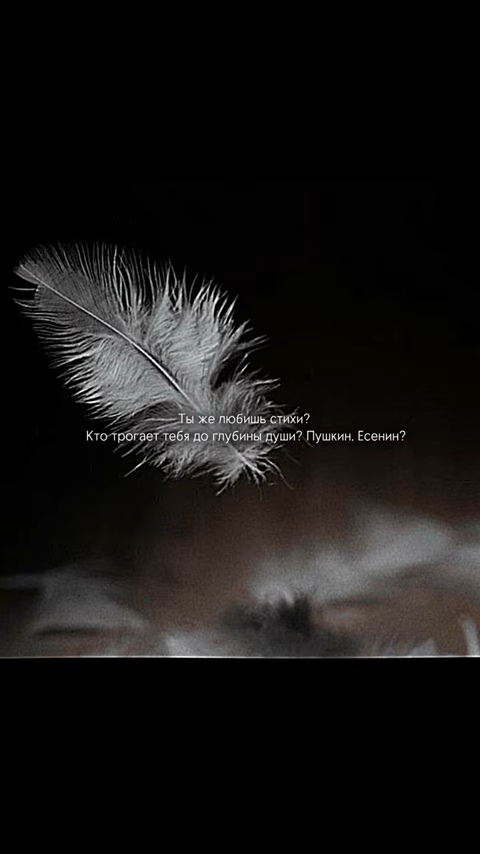 Ты же любишь стихи?
Кто трогает тебя до глубины души? Пушкин, Есенин?